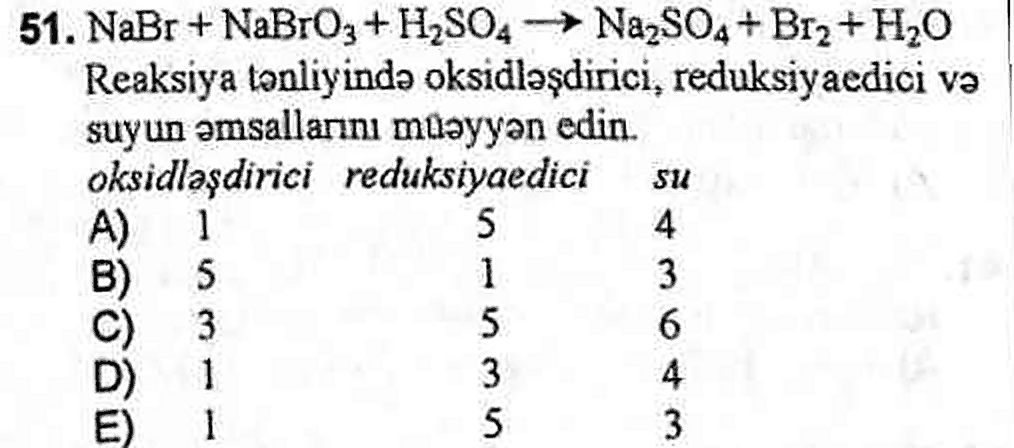 51. NaBr + NaBrO₃ + H₂SO₄ ⟶ Na₂SO₄ + Br₂ + H₂O
Reaksiya tənliyində oksidləşdirici, reduksiyaedici və
suyun əmsallarını müəyyən edin.
oksidləşdirici reduksiyaedici su
A) 1 5 4
B) 5 1 3
C) 3 5 6
D) 1 3 4
E) 1 5 3